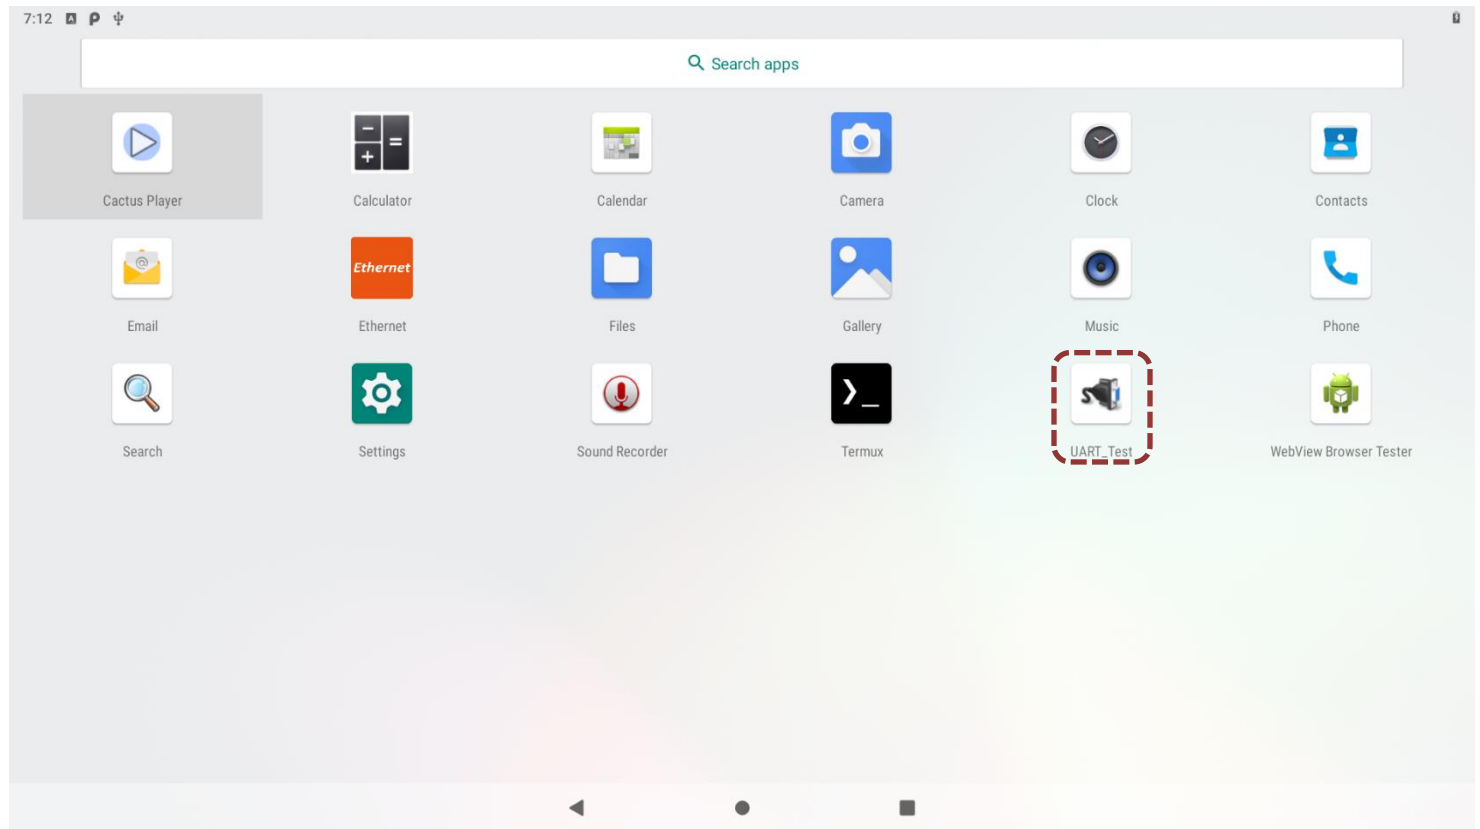 7:12
Search apps
Cactus Player Calculator Calendar Camera Clock Contacts
Ethernet
Email Ethernet Files Gallery Music Phone
Search Settings Sound Recorder Termux UART_Test WebView Browser Tester